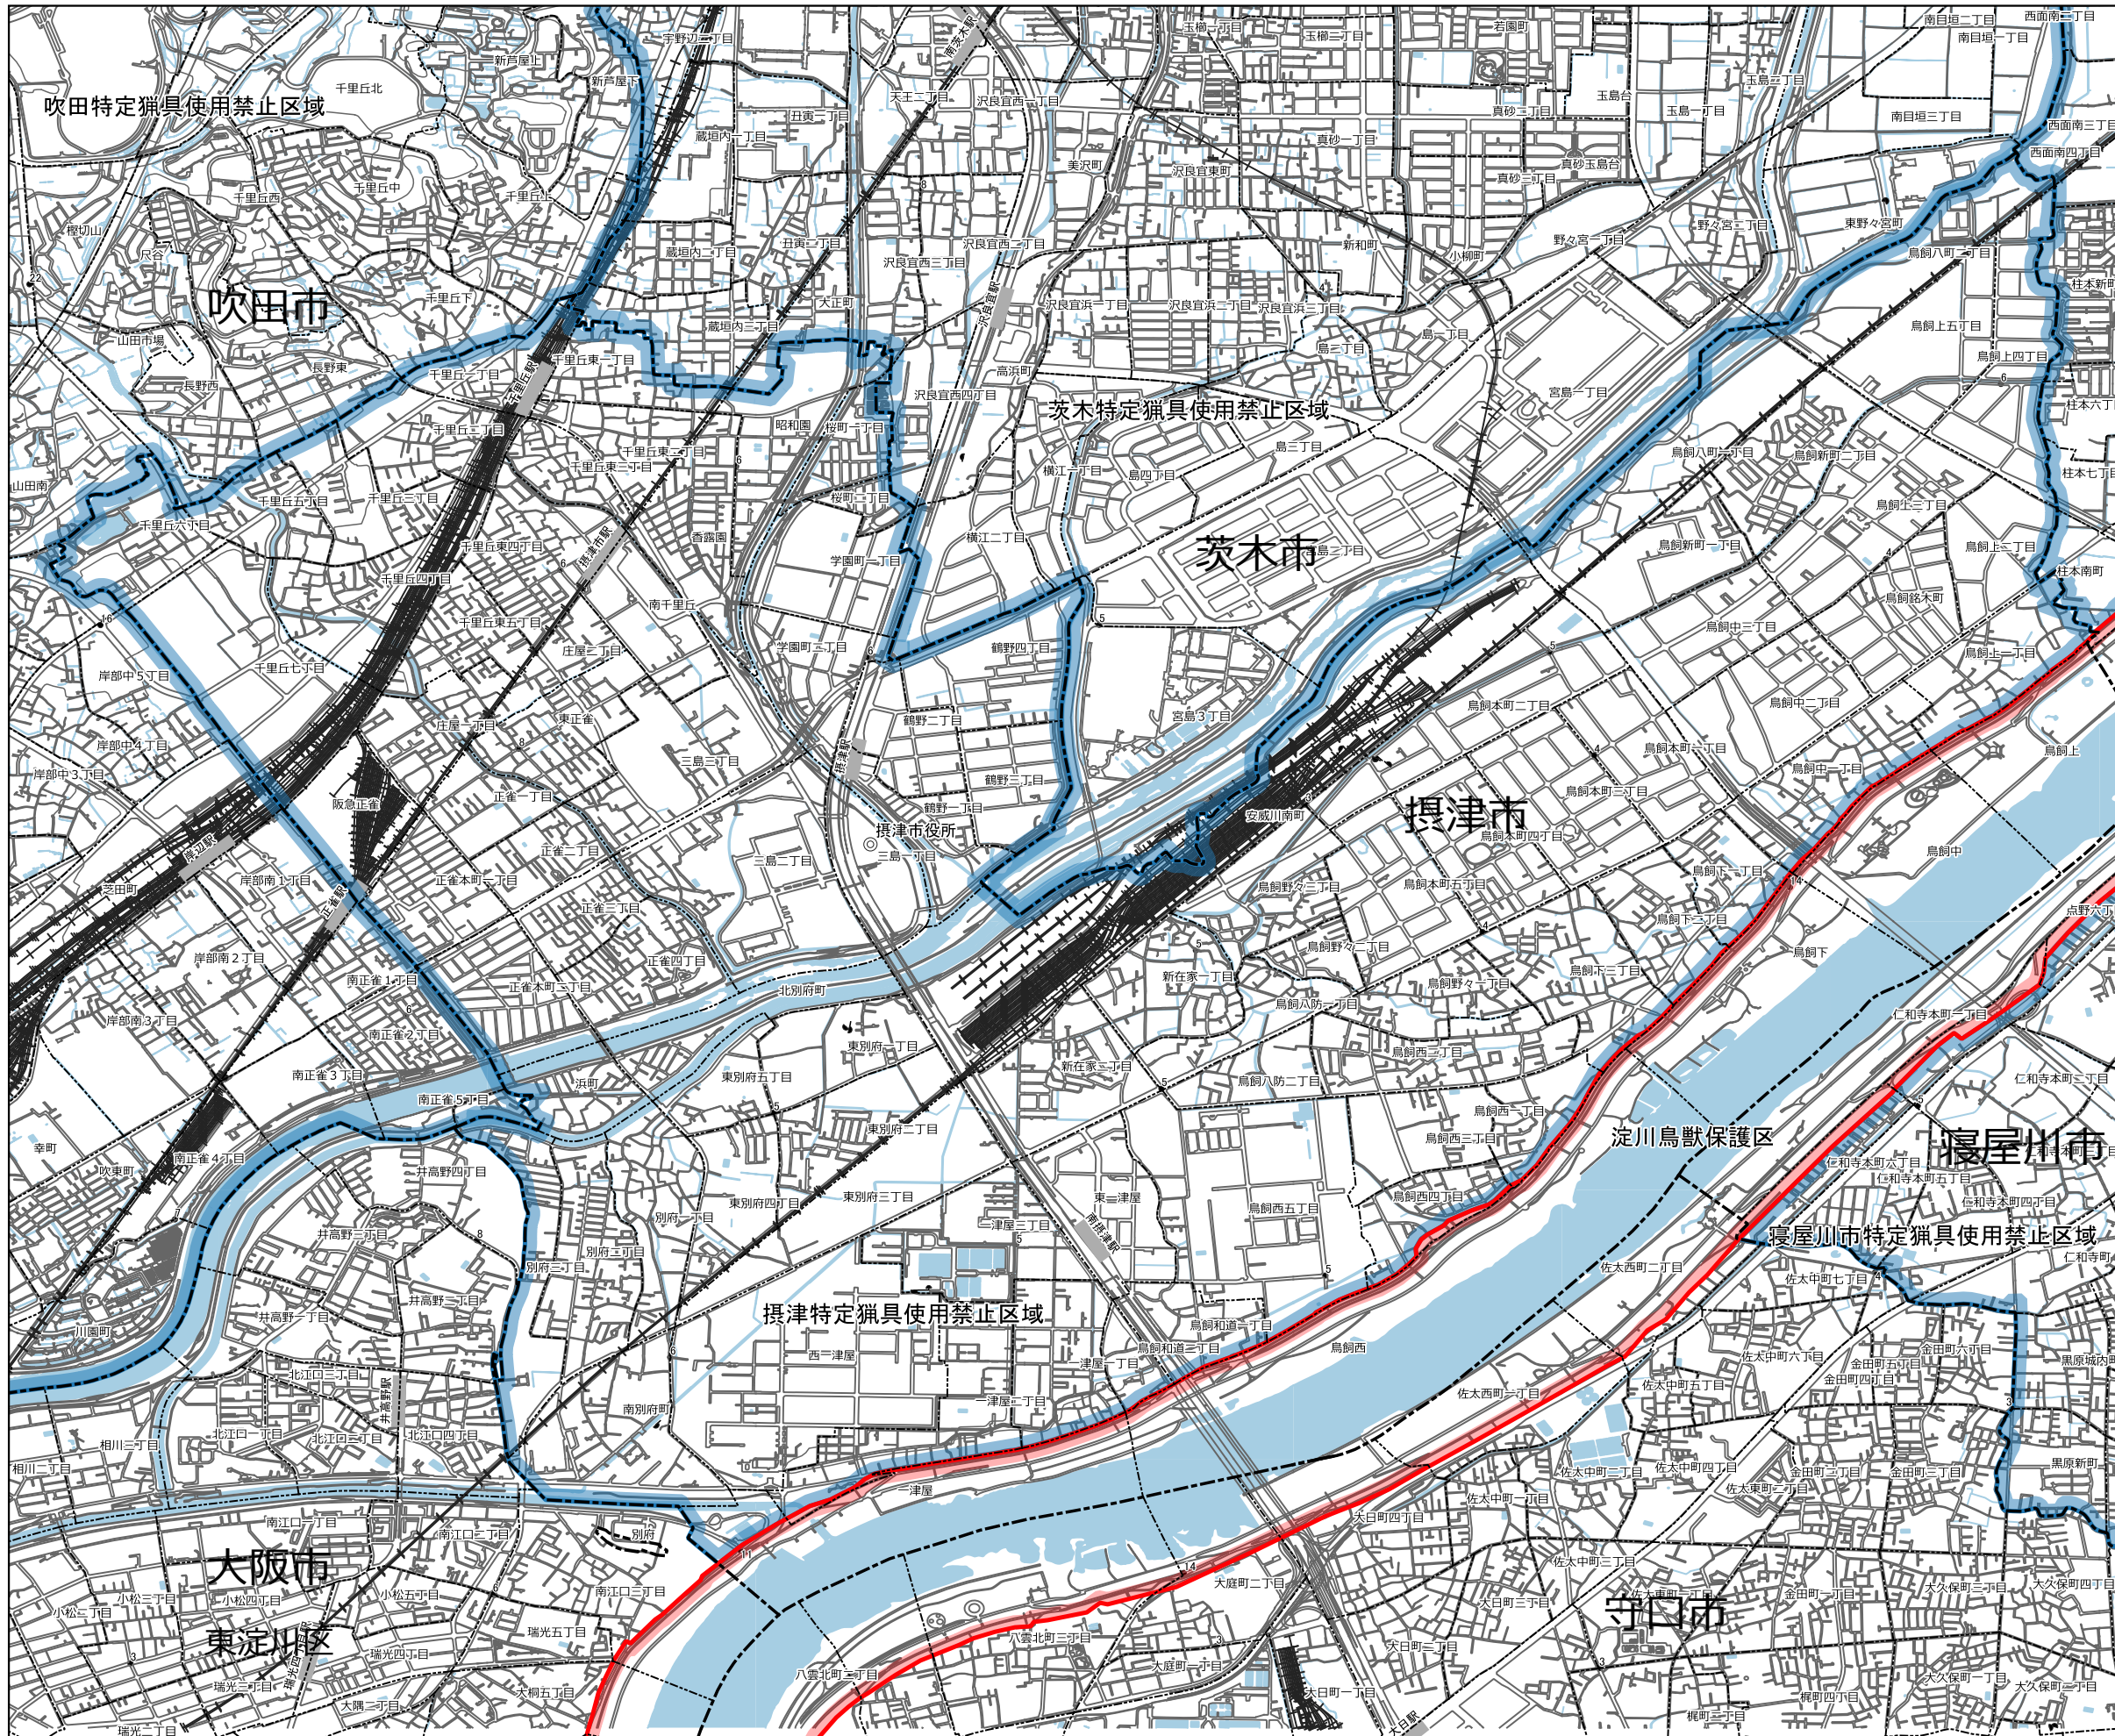 宇野辺二丁目
玉櫛一丁目
玉櫛二丁目
若園町
南目垣二丁目
西面南二丁目
南目垣一丁目
南茨木駅
新芦屋上
新芦屋下
千里丘北
吹田特定猟具使用禁止区域
天王二丁目
沢良宜西一丁目
丑寅一丁目
蔵垣内一丁目
真砂一丁目
真砂二丁目
玉島台
玉島一丁目
玉島二丁目
南目垣三丁目
西面南三丁目
西面南四丁目
美沢町
沢良宜東町
真砂三丁目
真砂玉島台
千里丘中
千里丘西
千里丘上
8
樫切山
尺谷
蔵垣内二丁目
丑寅二丁目
沢良宜西二丁目
沢良宜西三丁目
新和町
小柳町
野々宮一丁目
野々宮二丁目
東野々宮町
鳥飼八町二丁目
22
4
柱本新町
吹田市
千里丘下
大正町
沢良宜駅
沢良宜浜一丁目
沢良宜浜二丁目
沢良宜浜三丁目
山田市場
蔵垣内三丁目
島一丁目
島二丁目
鳥飼上五丁目
鳥飼上四丁目
長野東
長野西
千里丘一丁目
千里丘駅
千里丘東一丁目
高浜町
沢良宜西四丁目
茨木特定猟具使用禁止区域
宮島一丁目
6
柱本六丁目
千里丘二丁目
昭和園
桜町一丁目
千里丘東二丁目
千里丘東三丁目
6
島三丁目
島四丁目
横江一丁目
鳥飼八町一丁目
鳥飼新町二丁目
柱本七丁目
山田南
千里丘五丁目
千里丘三丁目
千里丘六丁目
桜町二丁目
鳥飼上三丁目
千里丘東四丁目
摂津市駅
香露園
横江二丁目
学園町一丁目
茨木市
宮島二丁目
鳥飼新町一丁目
4
鳥飼上二丁目
柱本南町
千里丘四丁目
6
南千里丘
鳥飼銘木町
16
千里丘東五丁目
5
鳥飼中三丁目
庄屋二丁目
学園町二丁目
6
鶴野四丁目
5
鳥飼上一丁目
岸部中5丁目
千里丘七丁目
鳥飼本町二丁目
鳥飼中二丁目
庄屋一丁目
東正雀
8
鶴野二丁目
宮島3丁目
岸部中4丁目
岸部中3丁目
三島三丁目
摂津駅
4
鳥飼本町一丁目
鳥飼上
鶴野三丁目
鳥飼中一丁目
阪急正雀
正雀一丁目
鶴野一丁目
3
安威川南町
鳥飼本町三丁目
摂津市
摂津市役所
鳥飼本町四丁目
岸辺駅
正雀二丁目
三島二丁目
三島一丁目
鳥飼中
芝田町
岸部南1丁目
正雀駅
正雀本町一丁目
鳥飼野々三丁目
鳥飼本町五丁目
鳥飼下一丁目
14
正雀三丁目
4
鳥飼下二丁目
点野六丁
岸部南2丁目
南正雀1丁目
正雀四丁目
5
鳥飼野々二丁目
鳥飼下
正雀本町二丁目
北別府町
新在家一丁目
鳥飼野々一丁目
鳥飼下三丁目
6
鳥飼八防一丁目
仁和寺本町一丁目
岸部南3丁目
南正雀2丁目
東別府一丁目
鳥飼西二丁目
南正雀3丁目
浜町
東別府五丁目
新在家二丁目
5
鳥飼八防二丁目
仁和寺本町二丁目
南正雀5丁目
5
5
鳥飼西一丁目
幸町
東別府二丁目
鳥飼西三丁目
淀川鳥獣保護区
寝屋川市
仁和寺本町三丁目
吹東町
南正雀4丁目
井高野四丁目
仁和寺本町六丁目
仁和寺本町五丁目
7
東別府四丁目
東別府三丁目
東一津屋
鳥飼西四丁目
仁和寺本町四丁目
8
井高野三丁目
別府一丁目
一津屋三丁目
5
南摂津駅
鳥飼西五丁目
寝屋川市特定猟具使用禁止区域
別府二丁目
別府三丁目
5
佐太西町二丁目
仁和寺町
佐太中町七丁目
4
井高野一丁目
井高野二丁目
摂津特定猟具使用禁止区域
川園町
鳥飼和道一丁目
鳥飼和道二丁目
鳥飼西
6
西一津屋
一津屋一丁目
佐太中町六丁目
金田町六丁目
金田町五丁目
金田町四丁目
黒原城内町
北江口三丁目
井高野駅
一津屋二丁目
佐太西町一丁目
佐太中町五丁目
3
南別府町
相川三丁目
北江口一丁目
北江口二丁目
北江口四丁目
相川二丁目
一津屋
佐太中町二丁目
佐太中町四丁目
金田町二丁目
金田町三丁目
黒原新町
佐太東町二丁目
佐太中町一丁目
南江口一丁目
南江口二丁目
別府
11
大日町四丁目
大阪市
14
佐太中町三丁目
小松三丁目
小松四丁目
小松五丁目
6
南江口三丁目
大庭町二丁目
佐太東町一丁目
金田町一丁目
大久保町三丁目
大久保町四丁目
小松二丁目
大日町三丁目
守口市
東淀川区
瑞光四丁目
瑞光五丁目
八雲北町三丁目
3
大日町二丁目
3
3
瑞光三丁目
八雲北町二丁目
大庭町一丁目
大久保町一丁目
大久保町二丁目
大隅二丁目
大桐五丁目
大日町一丁目
梶町四丁目
瑞光二丁目
大日駅
梶町二丁目